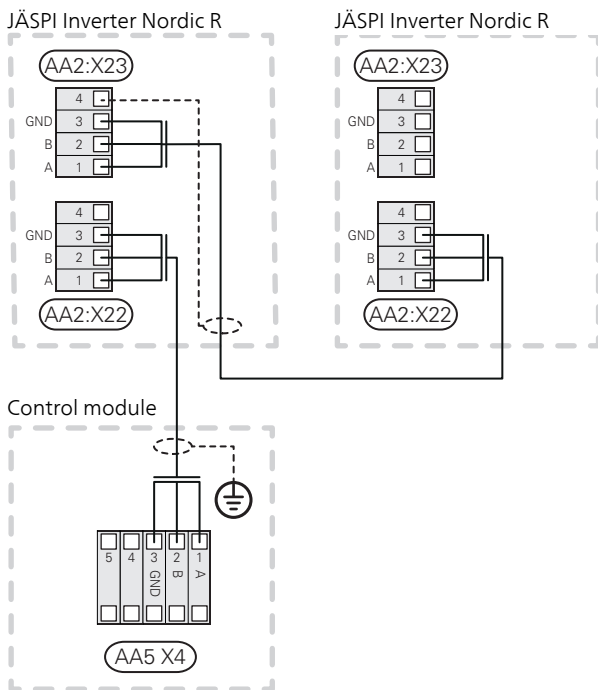 JÄSPI Inverter Nordic R
AA2:X23
4
GND 3
B 2
A 1
4
GND 3
B 2
A 1
AA2:X22
JÄSPI Inverter Nordic R
AA2:X23
4
GND 3
B 2
A 1
4
GND 3
B 2
A 1
AA2:X22
Control module
5 4 3 2 1
GND B A
AA5 X4